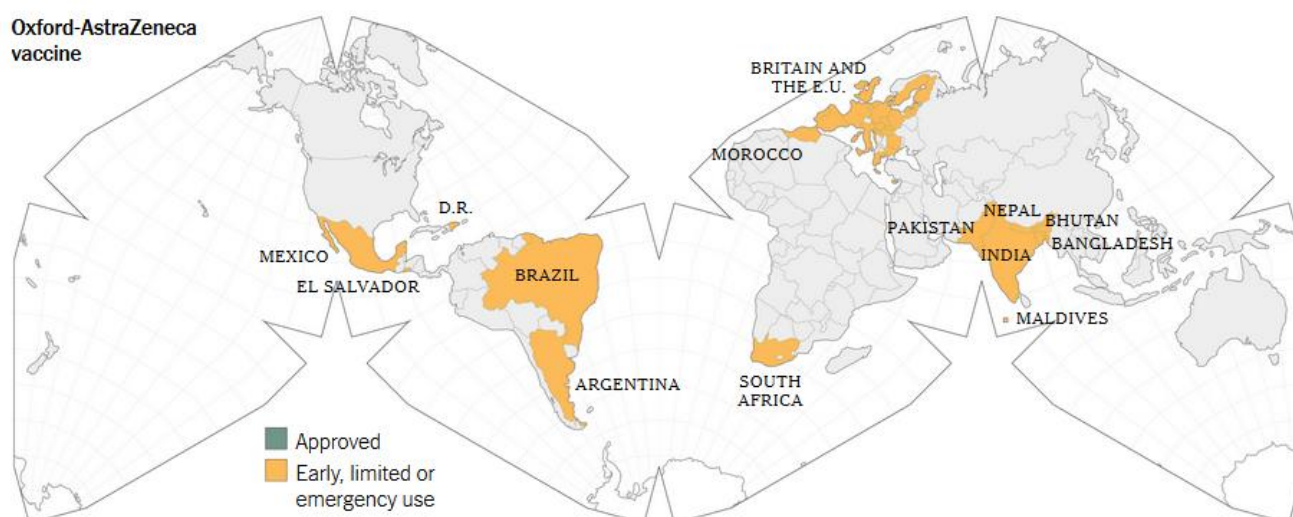 Oxford-AstraZeneca
vaccine
BRITAIN AND
THE E.U.
MOROCCO
D.R.
NEPAL
PAKISTAN
BHUTAN
BANGLADESH
MEXICO
INDIA
BRAZIL
EL SALVADOR
MALDIVES
ARGENTINA
SOUTH
AFRICA
Approved
Early, limited or
emergency use